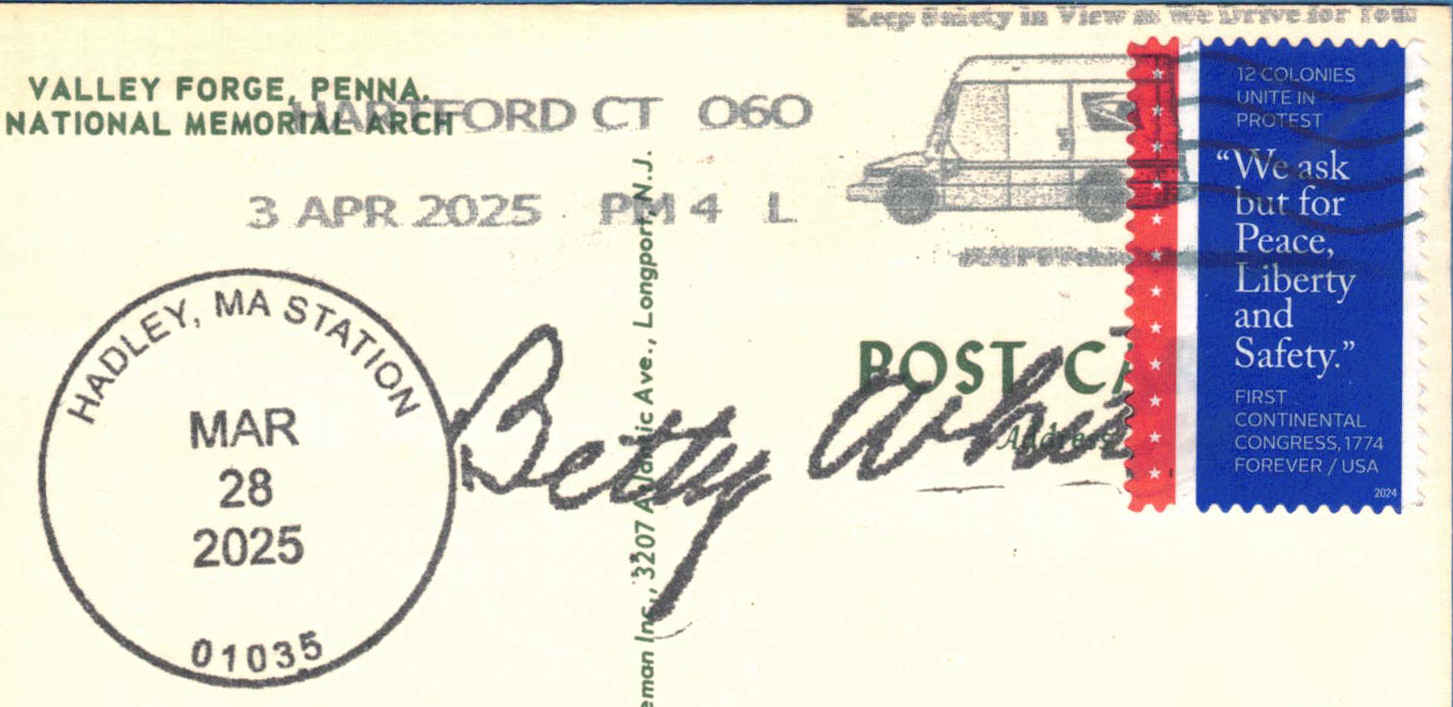 Keep Safety in View as We Drive for You
VALLEY FORGE, PENNA.
NATIONAL MEMORIAL ARCH
HARTFORD CT 060
3 APR 2025 PM 4 L
HADLEY, MA STATION
MAR
28
2025
01035
Betty
eman Inc., 3207 Atlantic Ave., Longport, N.J.
POST CA
Address
12 COLONIES
UNITE IN
PROTEST
“We ask
but for
Peace,
Liberty
and
Safety.”
FIRST
CONTINENTAL
CONGRESS, 1774
FOREVER / USA
2024